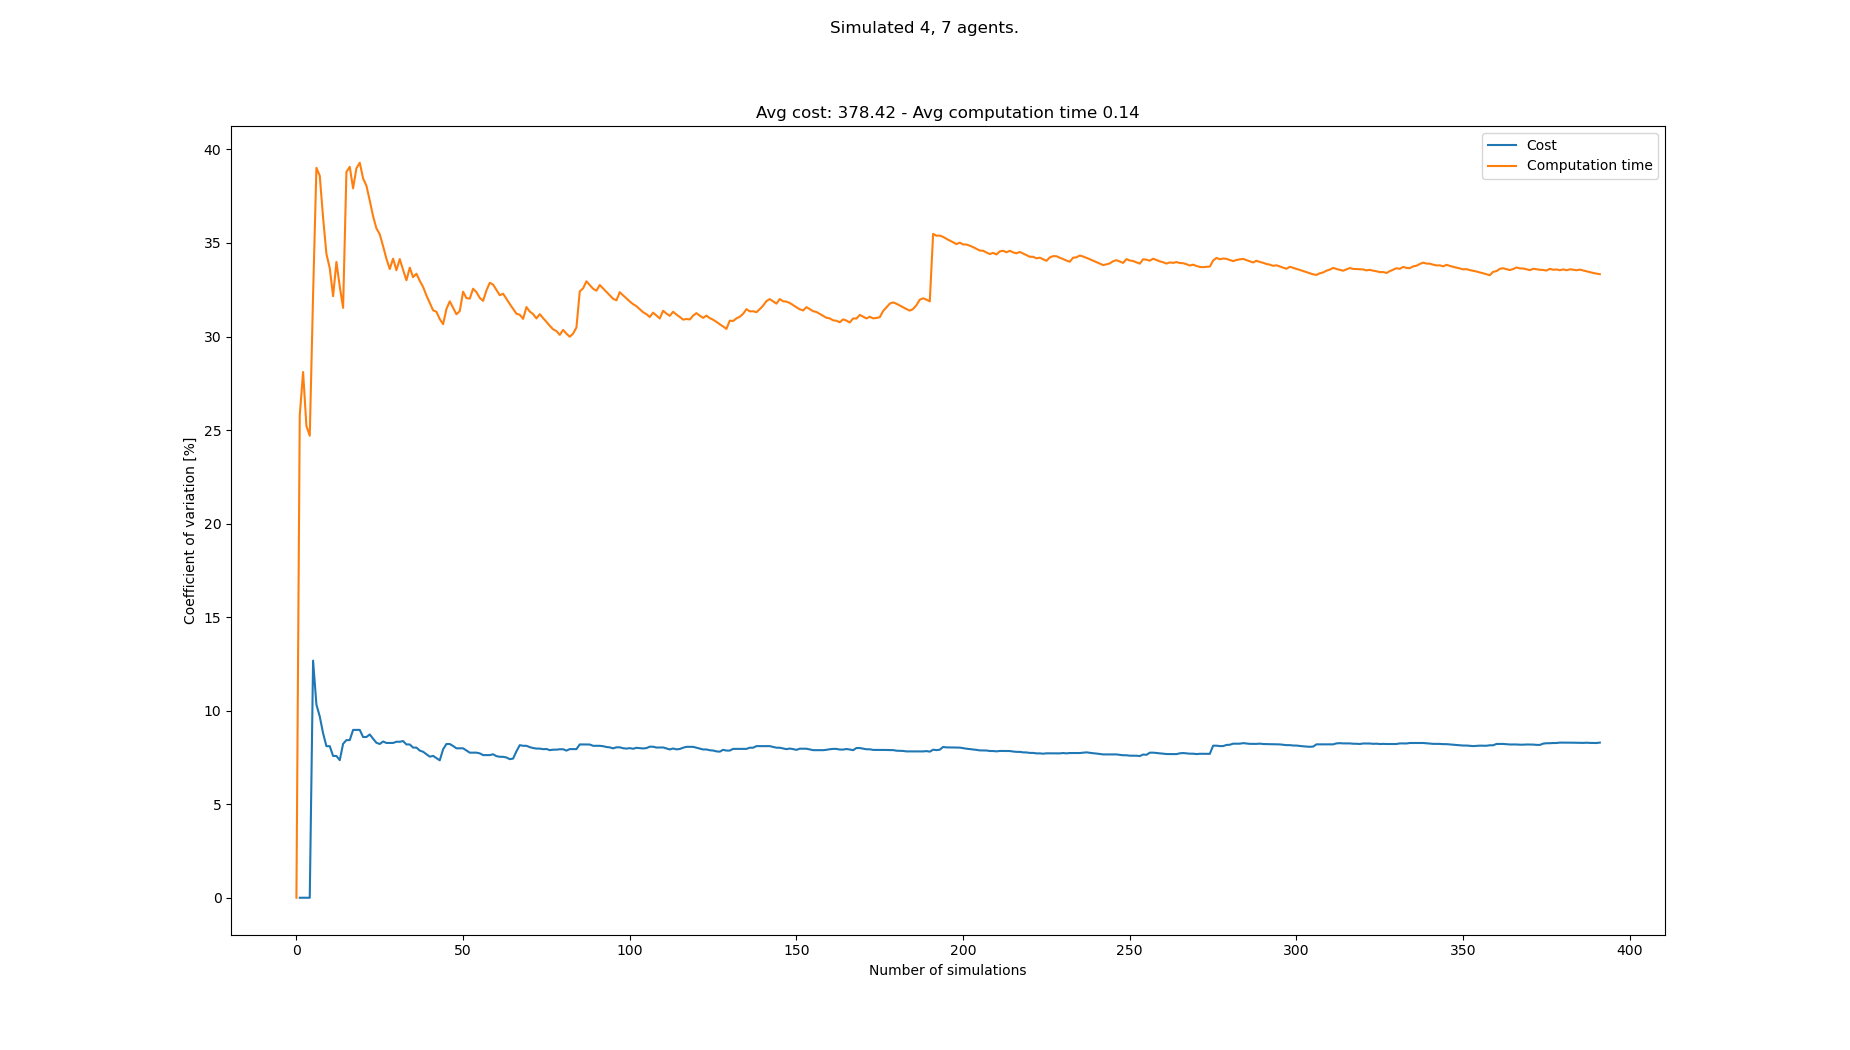 Simulated 4, 7 agents.
Avg cost: 378.42 - Avg computation time 0.14
Cost
Computation time
Coefficient of variation [%]
40
35
30
25
20
15
10
5
0
0 50 100 150 200 250 300 350 400
Number of simulations